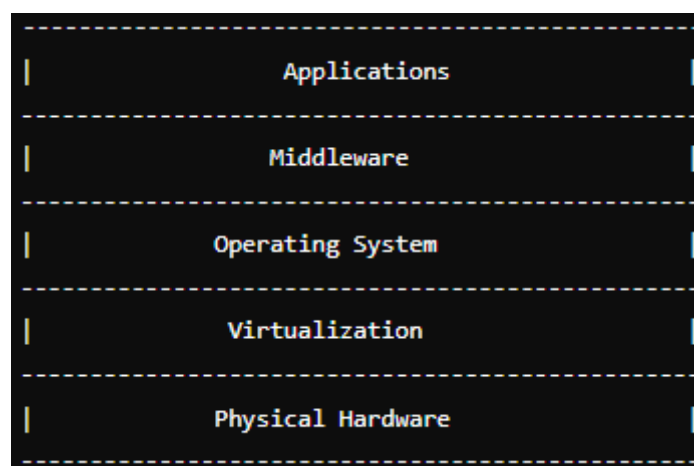 Applications
Middleware
Operating System
Virtualization
Physical Hardware